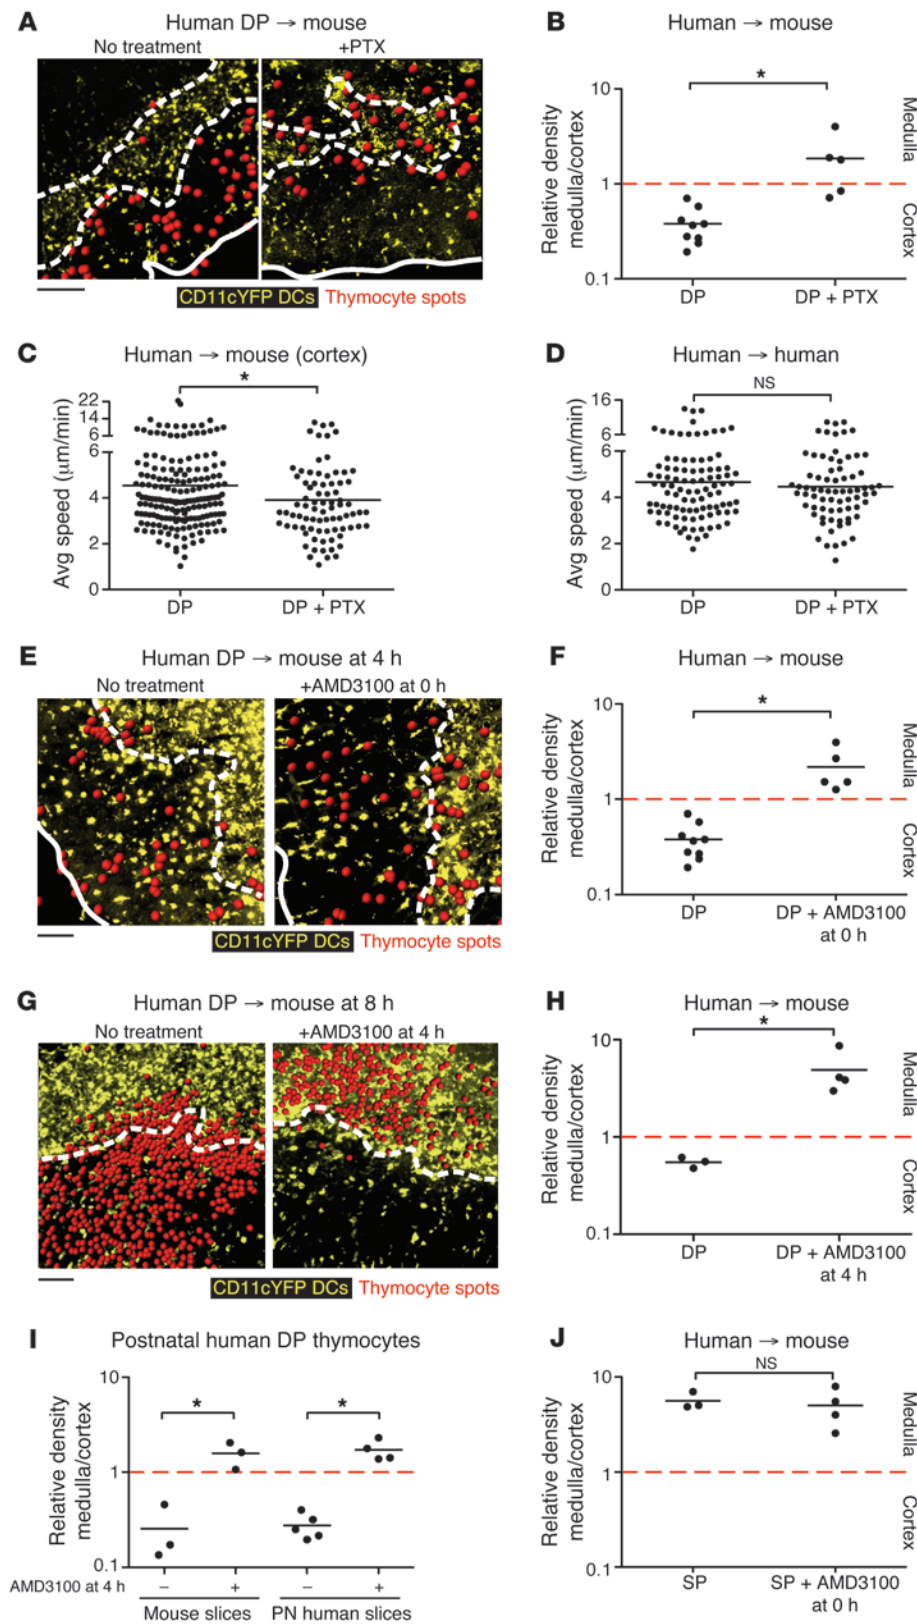 A
Human DP → mouse
No treatment
+PTX
CD11cYFP DCs Thymocyte spots
B
Human → mouse
*
Relative density
medulla/cortex
10
1
0.1
Medulla
Cortex
DP
DP + PTX
C
Human → mouse (cortex)
*
Avg speed (μm/min)
22
14
6
6
4
2
0
DP
DP + PTX
D
Human → human
NS
Avg speed (μm/min)
16
6
6
4
2
0
DP
DP + PTX
E
Human DP → mouse at 4 h
No treatment
+AMD3100 at 0 h
CD11cYFP DCs Thymocyte spots
F
Human → mouse
*
Relative density
medulla/cortex
10
1
0.1
Medulla
Cortex
DP
DP + AMD3100
at 0 h
G
Human DP → mouse at 8 h
No treatment
+AMD3100 at 4 h
CD11cYFP DCs Thymocyte spots
H
Human → mouse
*
Relative density
medulla/cortex
10
1
0.1
Medulla
Cortex
DP
DP + AMD3100
at 4 h
I
Postnatal human DP thymocytes
*
*
Relative density
medulla/cortex
10
1
0.1
AMD3100 at 4 h – + – +
Mouse slices
PN human slices
J
Human → mouse
NS
Relative density
medulla/cortex
10
1
0.1
Medulla
Cortex
SP
SP + AMD3100
at 0 h